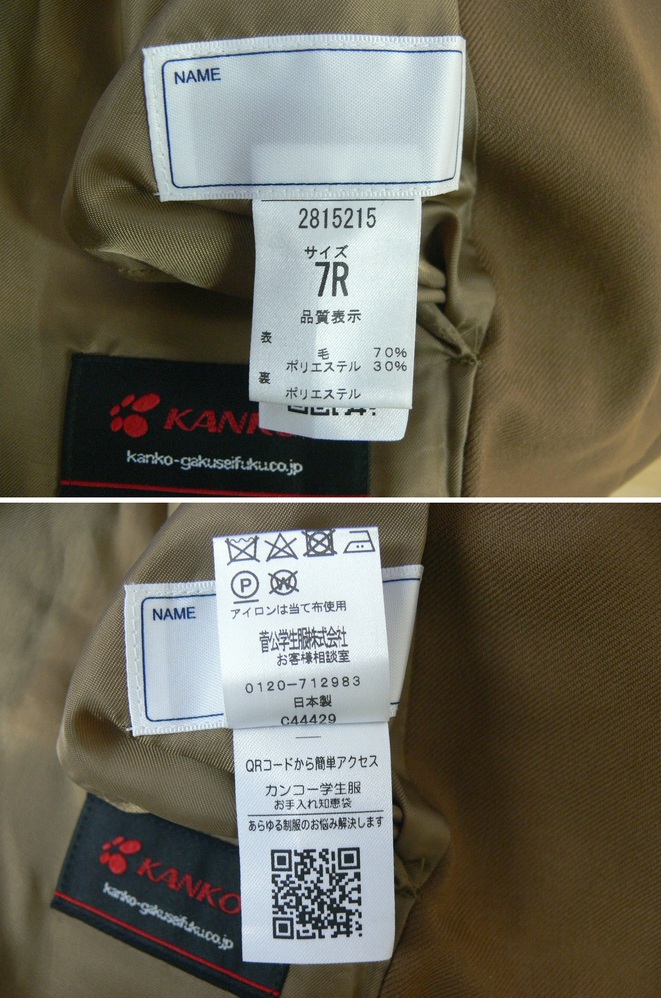 NAME
2815215
サイズ
7R
品質表示
表
毛 70%
ポリエステル 30%
裏
ポリエステル
KANKO
kanko-gakuseifuku.co.jp
P W
アイロンは当て布使用
菅公学生服株式会社
お客様相談室
0120-712983
日本製
C44429
NAME
QRコードから簡単アクセス
カンコー学生服
お手入れ知恵袋
あらゆる制服のお悩み解決します
KANKO
kanko-gakuseifuku.co.jp